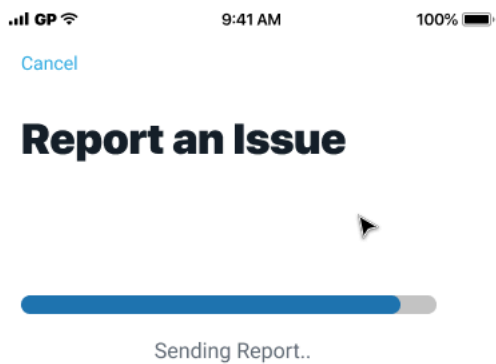 GP 9:41 AM 100%
Cancel
Report an Issue
Sending Report..